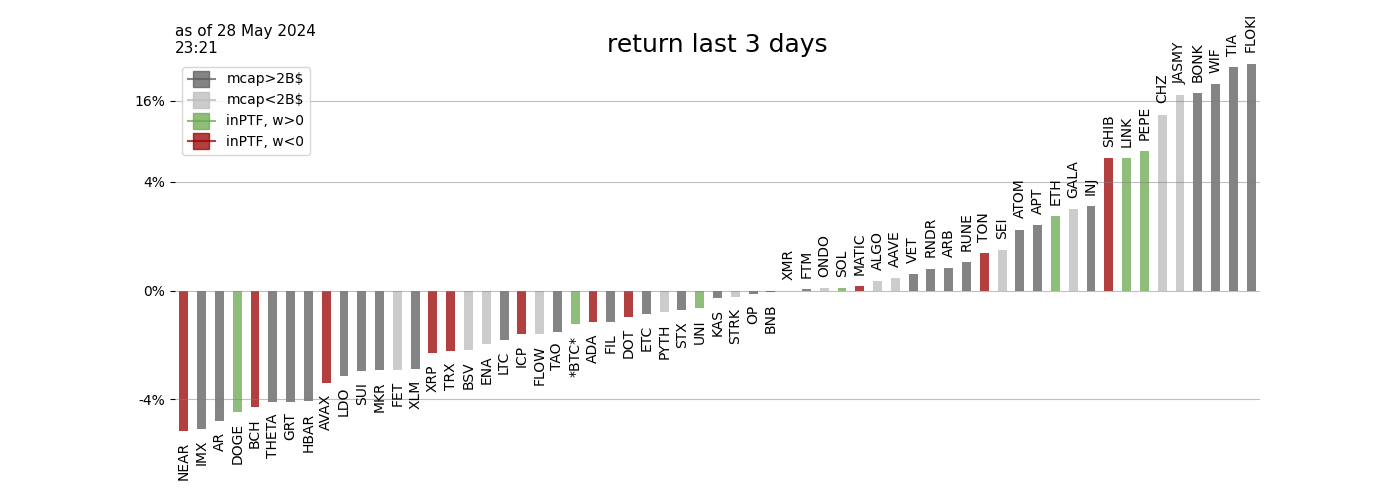 as of 28 May 2024
23:21
return last 3 days
mcap>2B$
mcap<2B$
inPTF, w>0
inPTF, w<0
16%
4%
0%
-4%
NEAR
IMX
AR
DOGE
BCH
THETA
GRT
HBAR
AVAX
LDO
SUI
MKR
FET
XLM
XRP
TRX
BSV
ENA
LTC
ICP
FLOW
TAO
*BTC*
ADA
FIL
DOT
ETC
PYTH
STX
UNI
KAS
STRK
OP
BNB
XMR
FTM
ONDO
SOL
MATIC
ALGO
AAVE
VET
RNDR
ARB
RUNE
TON
SEI
ATOM
APT
ETH
GALA
INJ
SHIB
LINK
PEPE
CHZ
JASMY
BONK
WIF
TIA
FLOKI